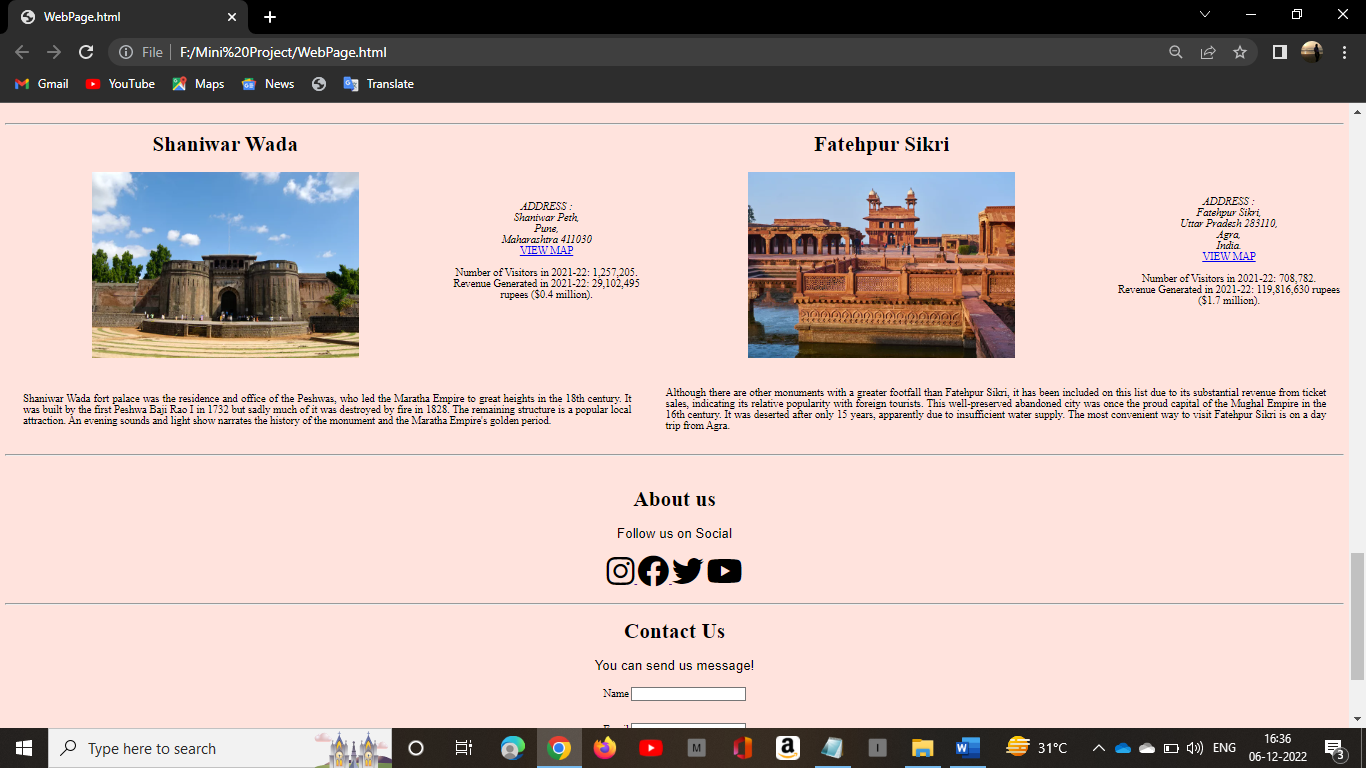 WebPage.html
File
F:/Mini%20Project/WebPage.html
Gmail
YouTube
Maps
News
Translate
Shaniwar Wada
ADDRESS :
Shaniwar Peth,
Pune,
Maharashtra 411030
VIEW MAP
Number of Visitors in 2021-22: 1,257,205.
Revenue Generated in 2021-22: 29,102,495
rupees ($0.4 million).
Shaniwar Wada fort palace was the residence and office of the Peshwas, who led the Maratha Empire to great heights in the 18th century. It
was built by the first Peshwa Baji Rao I in 1732 but sadly much of it was destroyed by fire in 1828. The remaining structure is a popular local
attraction. An evening sounds and light show narrates the history of the monument and the Maratha Empire's golden period.
Fatehpur Sikri
ADDRESS :
Fatehpur Sikri,
Uttar Pradesh 283110,
Agra,
India.
VIEW MAP
Number of Visitors in 2021-22: 708,782.
Revenue Generated in 2021-22: 119,816,630 rupees
($1.7 million).
Although there are other monuments with a greater footfall than Fatehpur Sikri, it has been included on this list due to its substantial revenue from ticket
sales, indicating its relative popularity with foreign tourists. This well-preserved abandoned city was once the proud capital of the Mughal Empire in the
16th century. It was deserted after only 15 years, apparently due to insufficient water supply. The most convenient way to visit Fatehpur Sikri is on a day
trip from Agra.
About us
Follow us on Social
Contact Us
You can send us message!
Name
Email
Type here to search
M
a
I
W
31°C
ENG
16:36
06-12-2022
3